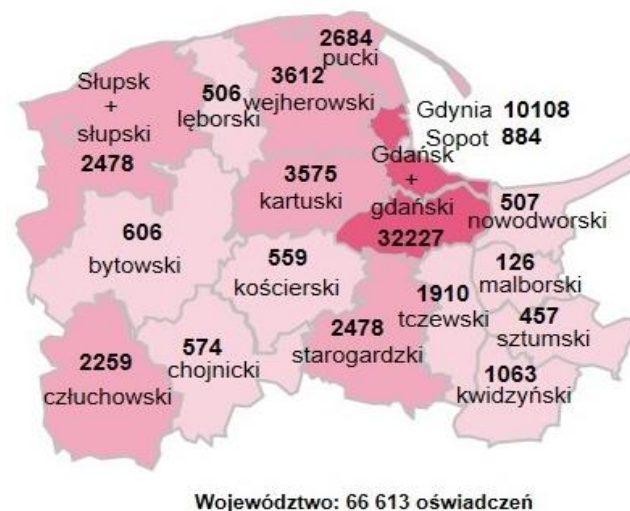 2684
pucki
Słupsk
+
słupski
2478
506
lęborski
3612
wejherowski
Gdynia 10108
Sopot 884
Gdańsk
+
gdański
32227
3575
kartuski
507
nowodworski
606
bytowski
559
kościerski
126
malborski
1910
tczewski
457
sztumski
2478
starogardzki
2259
człuchowski
574
chojnicki
1063
kwidzyński
Województwo: 66 613 oświadczeń